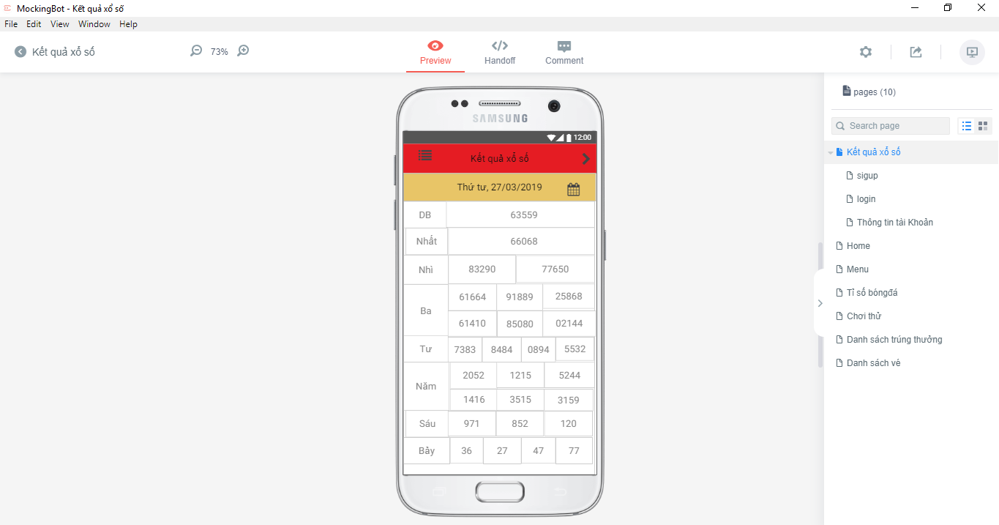 MockingBot - Kết quả xổ số
File Edit View Window Help
Kết quả xổ số 73% Preview Handoff Comment
pages (10)
Search page
Kết quả xổ số
sigup
login
Thông tin tài Khoản
Home
Menu
Tỉ số bóngđá
Chơi thử
Danh sách trúng thưởng
Danh sách vé
SAMSUNG
12:00
Kết quả xổ số
Thứ tư, 27/03/2019
DB 63559
Nhất 66068
Nhì 83290 77650
Ba 61664 91889 25868
61410 85080 02144
Tư 7383 8484 0894 5532
Năm 2052 1215 5244
1416 3515 3159
Sáu 971 852 120
Bảy 36 27 47 77